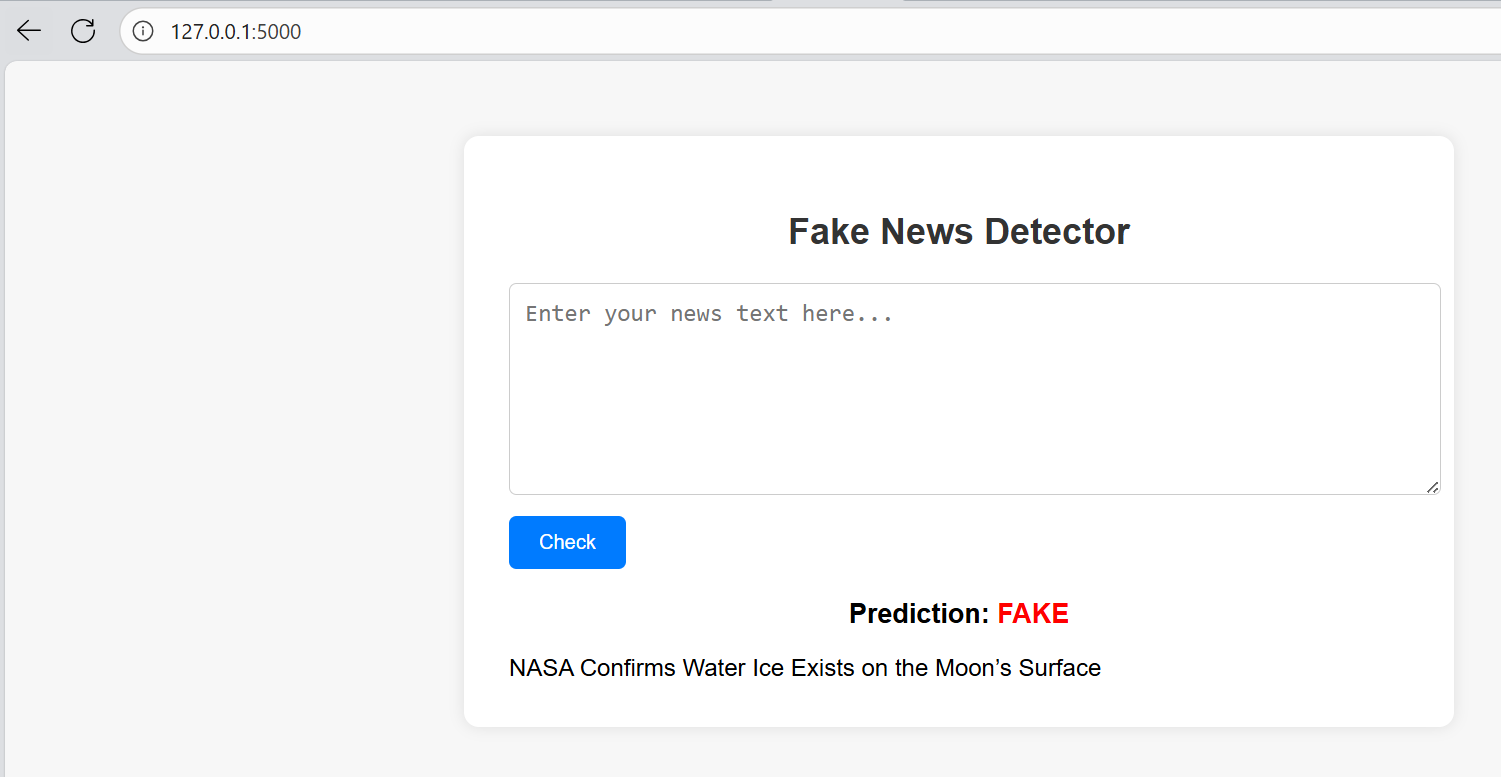 127.0.0.1:5000
Fake News Detector
Enter your news text here...
Check
Prediction: FAKE
NASA Confirms Water Ice Exists on the Moon’s Surface